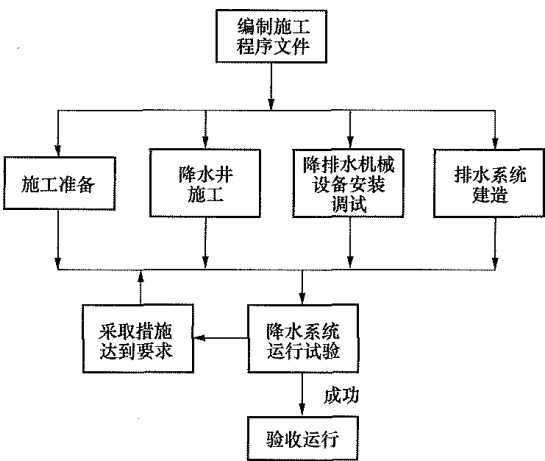 编制施工
程序文件
施工准备
降水井
施工
降排水机械
设备安装
调试
排水系统
建造
采取措施
达到要求
降水系统
运行试验
成功
验收运行